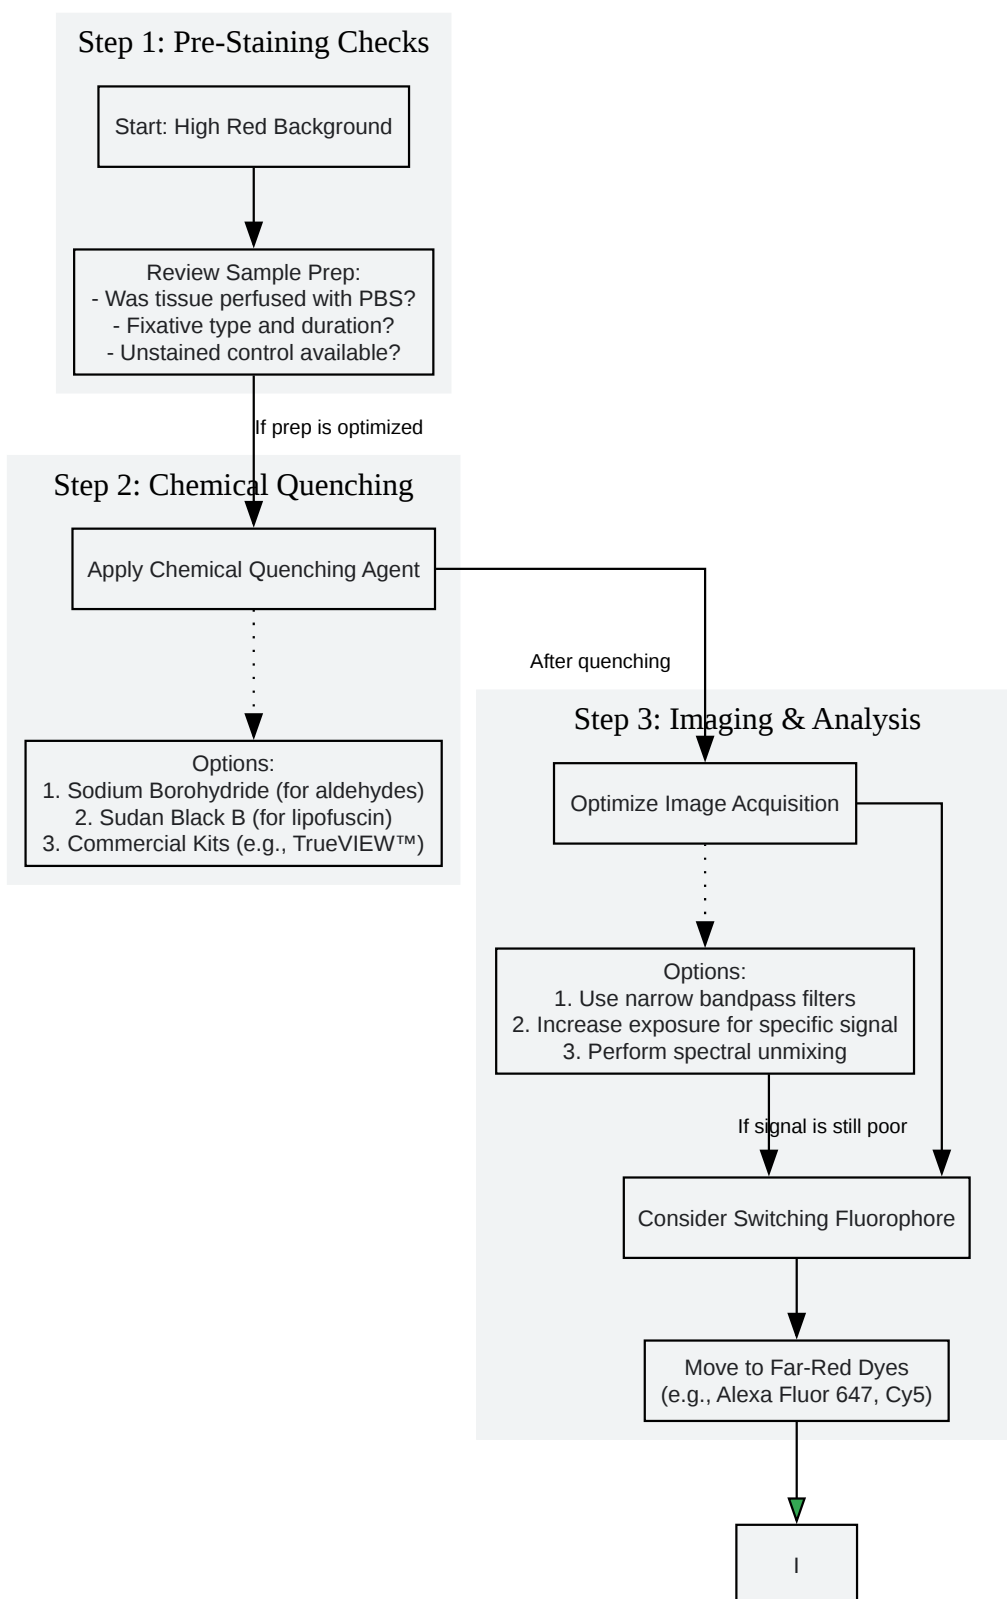 Step 1: Pre-Staining Checks
Start: High Red Background
Review Sample Prep:
- Was tissue perfused with PBS?
- Fixative type and duration?
- Unstained control available?
If prep is optimized
Step 2: Chemical Quenching
Apply Chemical Quenching Agent
After quenching
Options:
1. Sodium Borohydride (for aldehydes)
2. Sudan Black B (for lipofuscin)
3. Commercial Kits (e.g., TrueVIEW™)
Step 3: Imaging & Analysis
Optimize Image Acquisition
Options:
1. Use narrow bandpass filters
2. Increase exposure for specific signal
3. Perform spectral unmixing
If signal is still poor
Consider Switching Fluorophore
Move to Far-Red Dyes
(e.g., Alexa Fluor 647, Cy5)
I